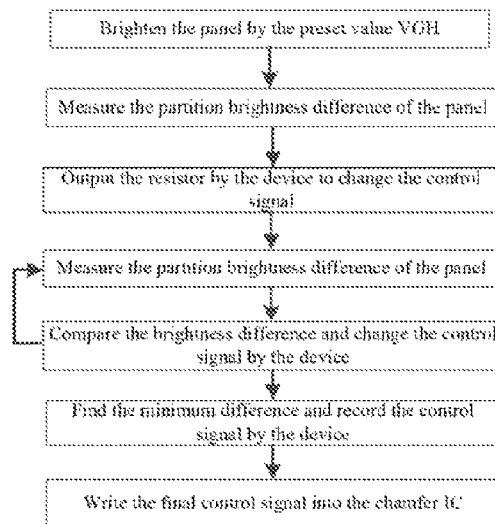 Brighten the panel by the preset value VGH
Measure the partition brightness difference of the panel
Output the resistor by the device to change the control
signal
Measure the partition brightness difference of the panel
Compare the brightness difference and change the control
signal by the device
Find the minimum difference and record the control
signal by the device
Write the final control signal into the chamfer IC